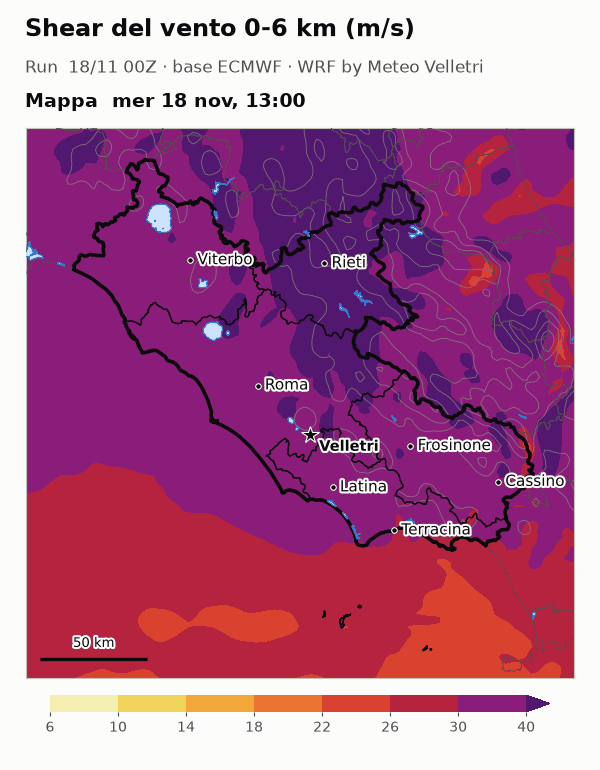 Shear del vento 0-6 km (m/s)
Run 18/11 00Z · base ECMWF · WRF by Meteo Velletri
Mappa mer 18 nov, 13:00
Viterbo
Rieti
Roma
Velletri
Frosinone
Latina
Cassino
Terracina
50 km
6 10 14 18 22 26 30 40